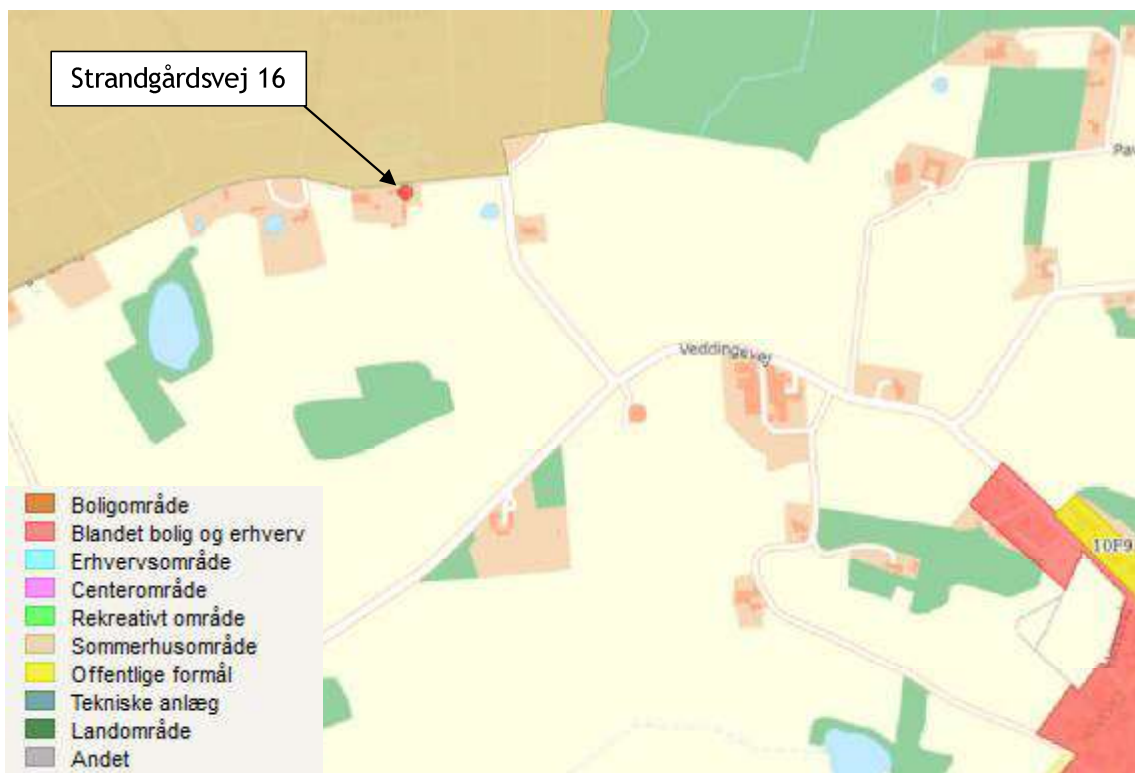 Strandgårdsvej 16
Veddingevej
10F9
Boligområde
Blandet bolig og erhverv
Erhvervsområde
Centerområde
Rekreativt område
Sommerhusområde
Offentlige formål
Tekniske anlæg
Landområde
Andet